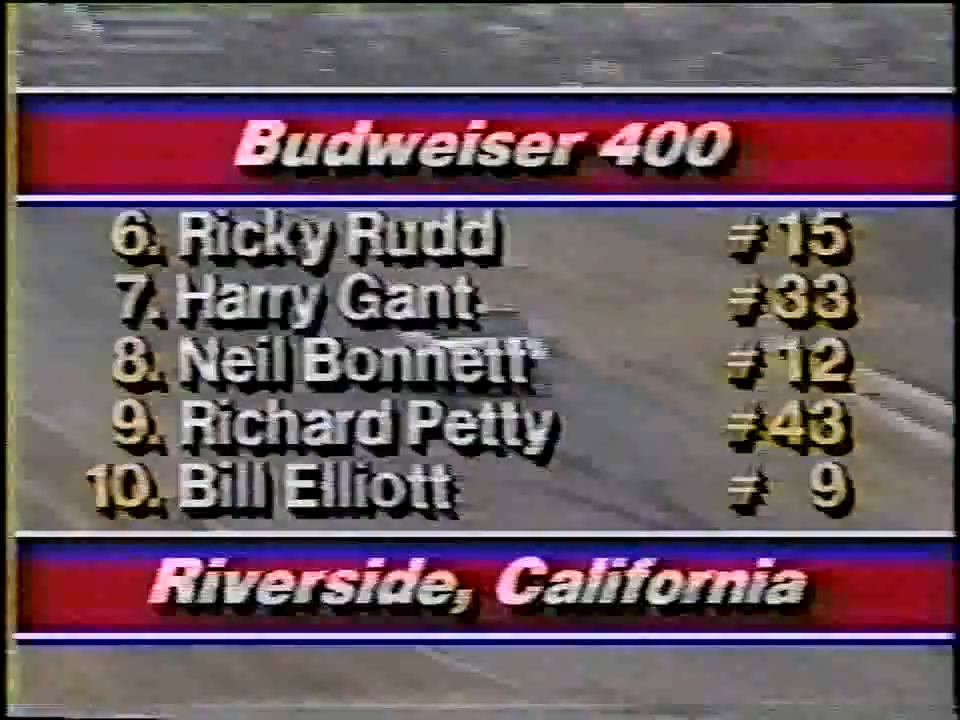 Budweiser 400
6. Ricky Rudd # 15
7. Harry Gant #33
8. Neil Bonnett # 12
9. Richard Petty #43
10. Bill Elliott # 9
Riverside, California